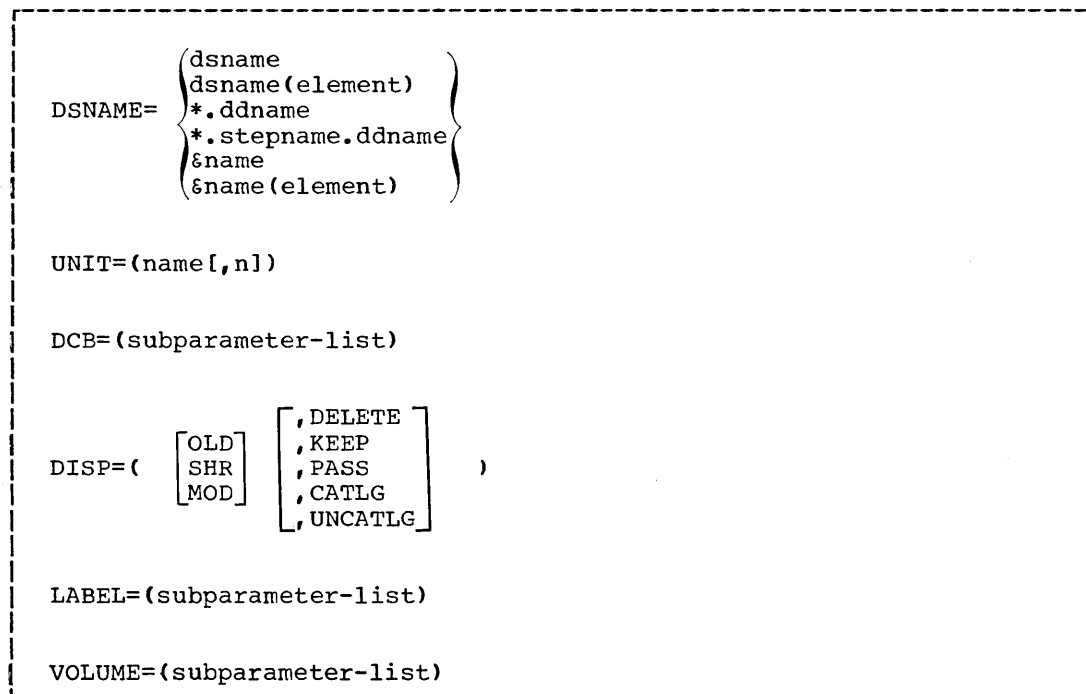 dsname
dsname(element)
DSNAME= *.ddname
*.stepname.ddname
&name
&name(element)
UNIT=(name[,n])
DCB=(subparameter-list)
,DELETE
[OLD] ,KEEP
DISP=( SHR ,PASS )
MOD ,CATLG
,UNCATLG
LABEL=(subparameter-list)
VOLUME=(subparameter-list)